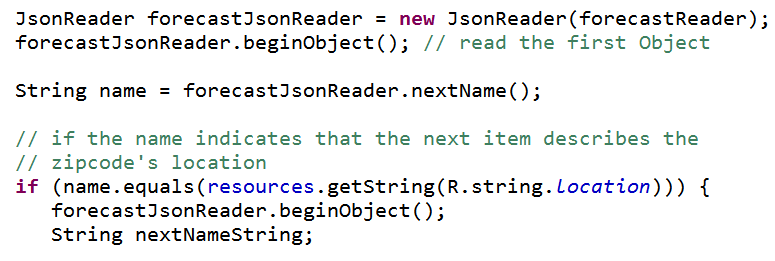 JsonReader forecastJsonReader = new JsonReader(forecastReader);
forecastJsonReader.beginObject(); // read the first Object
String name = forecastJsonReader.nextName();
// if the name indicates that the next item describes the
// zipcode's location
if (name.equals(resources.getString(R.string.location))) {
forecastJsonReader.beginObject();
String nextNameString;